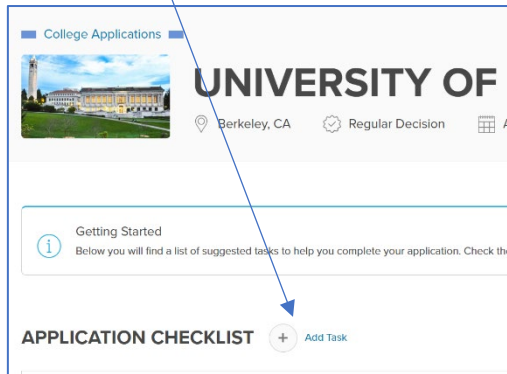 College Applications
UNIVERSITY OF
Berkeley, CA Regular Decision A
Getting Started
Below you will find a list of suggested tasks to help you complete your application. Check the
APPLICATION CHECKLIST + Add Task